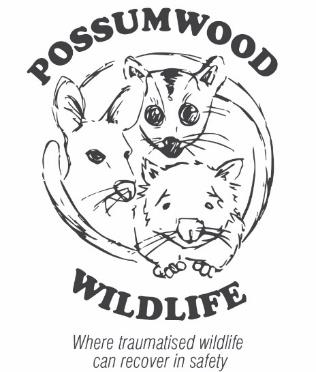 POSSUMWOOD
WILDLIFE
Where traumatised wildlife
can recover in safety